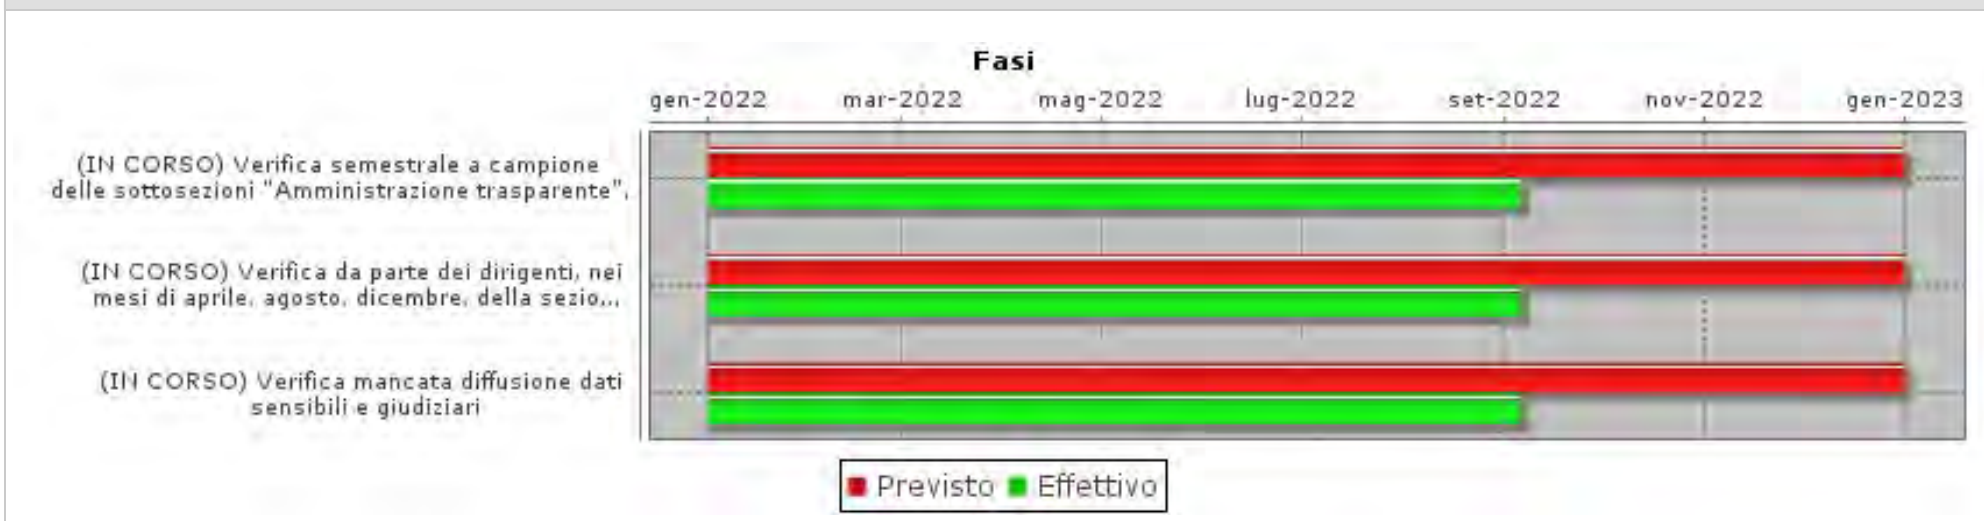 Fasi
gen-2022 mar-2022 mag-2022 lug-2022 set-2022 nov-2022 gen-2023
(IN CORSO) Verifica semestrale a campione
delle sottosezioni "Amministrazione trasparente".
(IN CORSO) Verifica da parte dei dirigenti, nei
mesi di aprile, agosto, dicembre, della sezio...
(IN CORSO) Verifica mancata diffusione dati
sensibili e giudiziari
Previsto Effettivo